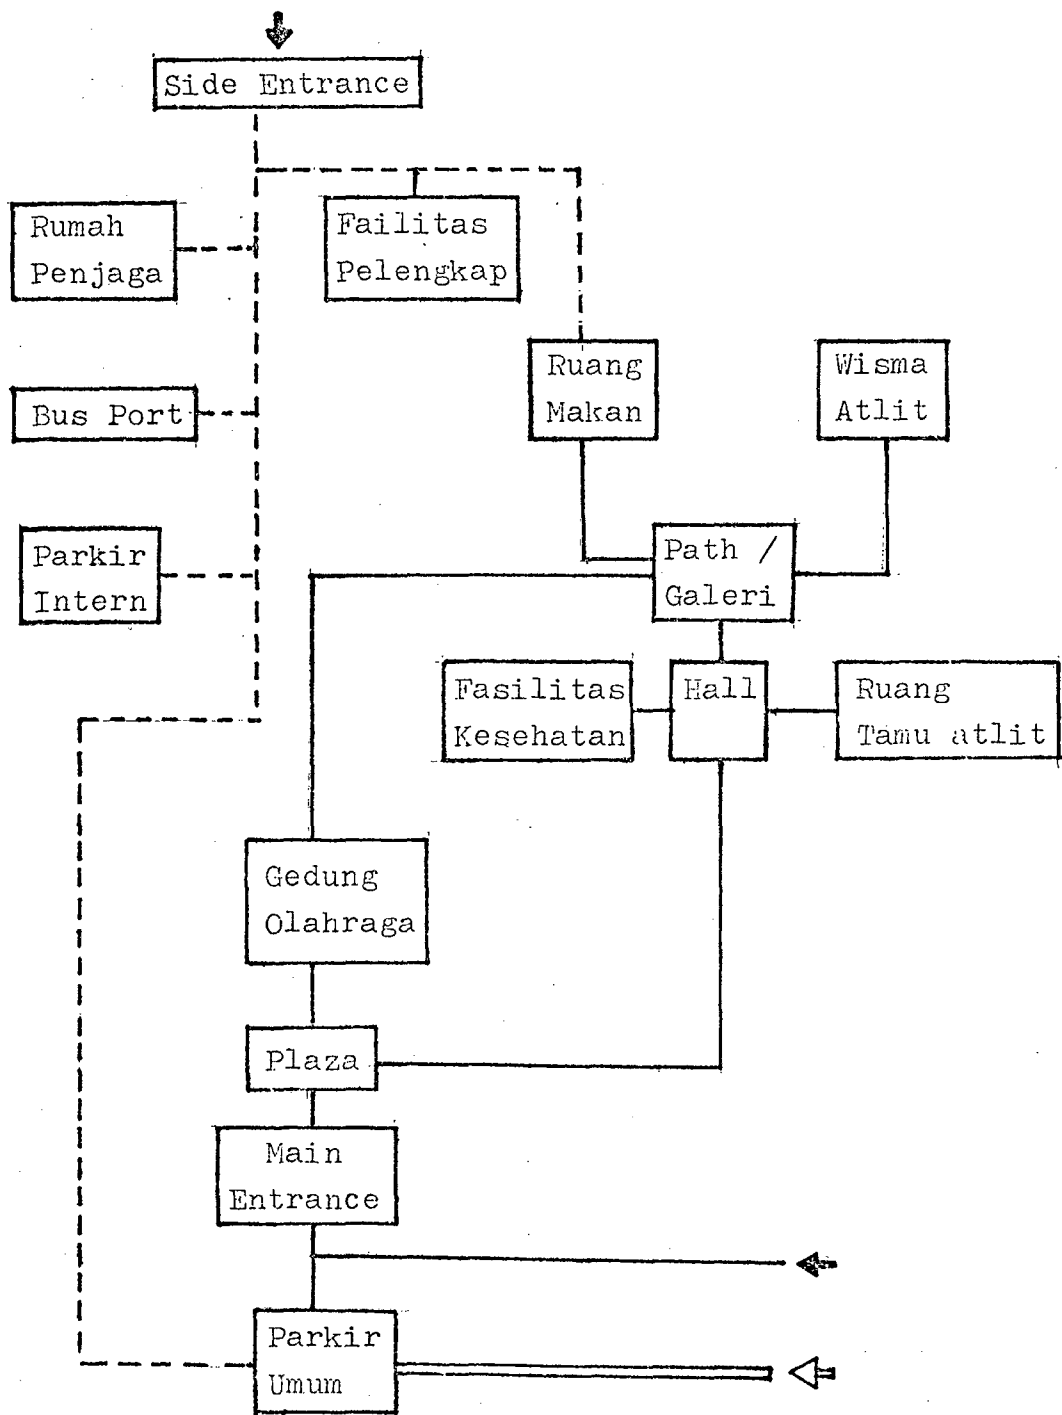 Side Entrance
Rumah
Penjaga
Failitas
Pelengkap
Ruang
Makan
Wisma
Atlit
Bus Port
Parkir
Intern
Path /
Galeri
Fasilitas
Kesehatan
Hall
Ruang
Tamu atlit
Gedung
Olahraga
Plaza
Main
Entrance
Parkir
Umum